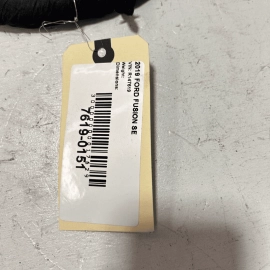 2019 FORD FUSION SE
Weight:
Dimensions:
7619-0151